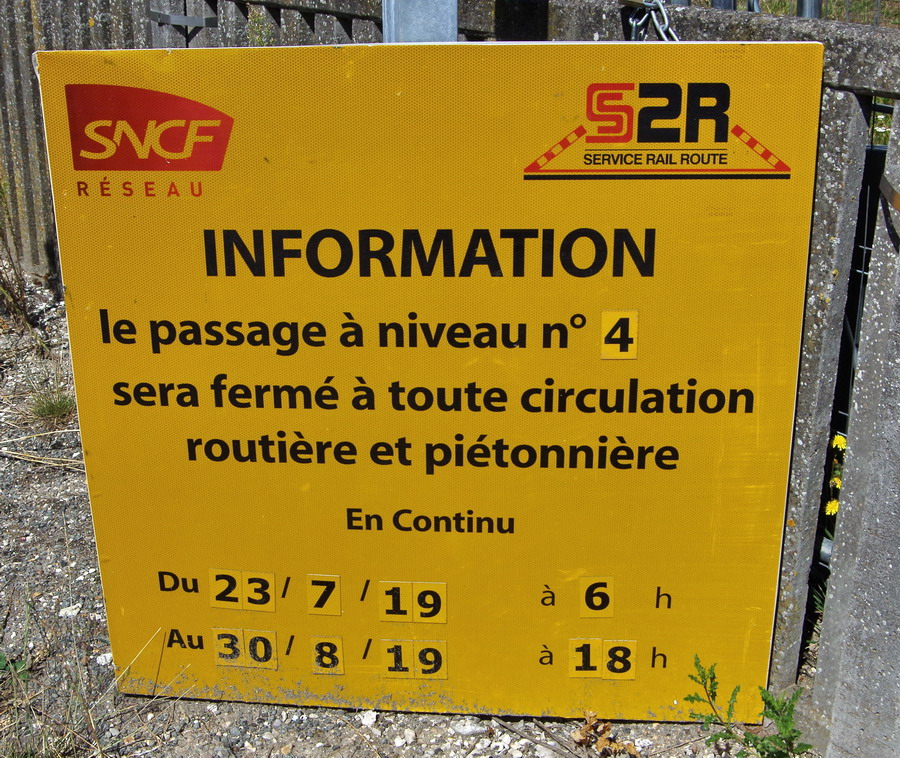 SNCF
RÉSEAU
S2R
SERVICE RAIL ROUTE
INFORMATION
le passage à niveau n° 4
sera fermé à toute circulation
routière et piétonnière
En Continu
Du 23 / 7 / 19 à 6 h
Au 30 / 8 / 19 à 18 h